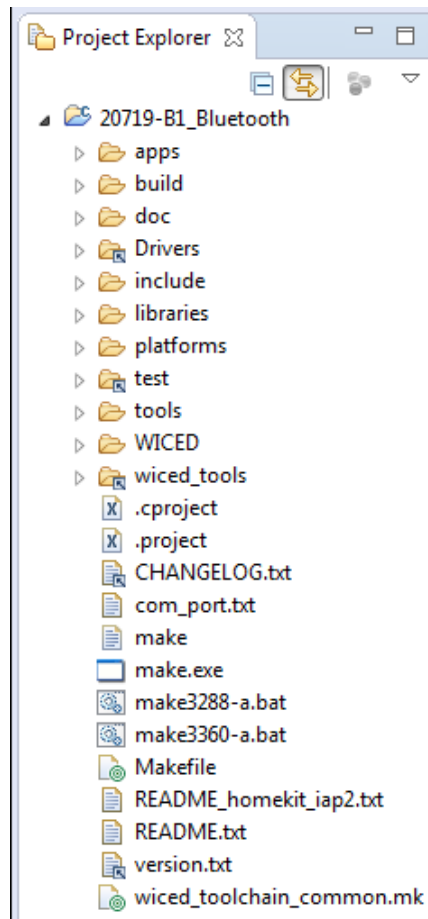 Project Explorer
20719-B1_Bluetooth
apps
build
doc
Drivers
include
libraries
platforms
test
tools
WICED
wiced_tools
.cproject
.project
CHANGELOG.txt
com_port.txt
make
make.exe
make3288-a.bat
make3360-a.bat
Makefile
README_homekit_iap2.txt
README.txt
version.txt
wiced_toolchain_common.mk